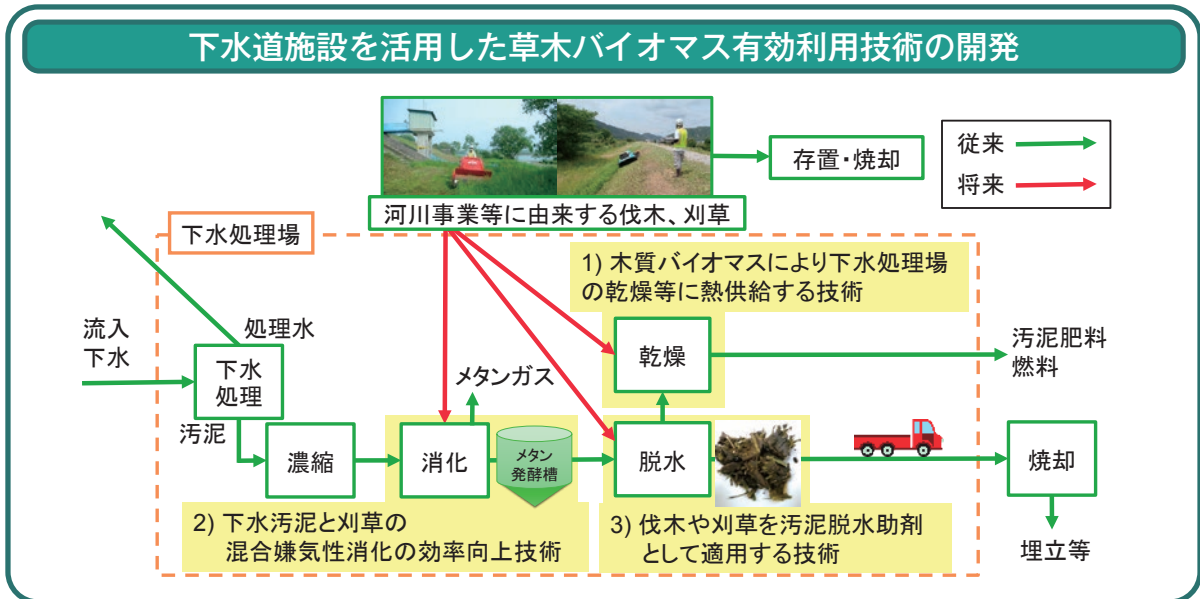 下水道施設を活用した草木バイオマス有効利用技術の開発
存置・焼却
従来
将来
河川事業等に由来する伐木、刈草
下水処理場
1) 木質バイオマスにより下水処理場
の乾燥等に熱供給する技術
流入
下水
処理水
下水
処理
汚泥
濃縮
消化
メタンガス
メタン
発酵槽
乾燥
脱水
汚泥肥料
燃料
焼却
埋立等
2) 下水汚泥と刈草の
混合嫌気性消化の効率向上技術
3) 伐木や刈草を汚泥脱水助剤
として適用する技術